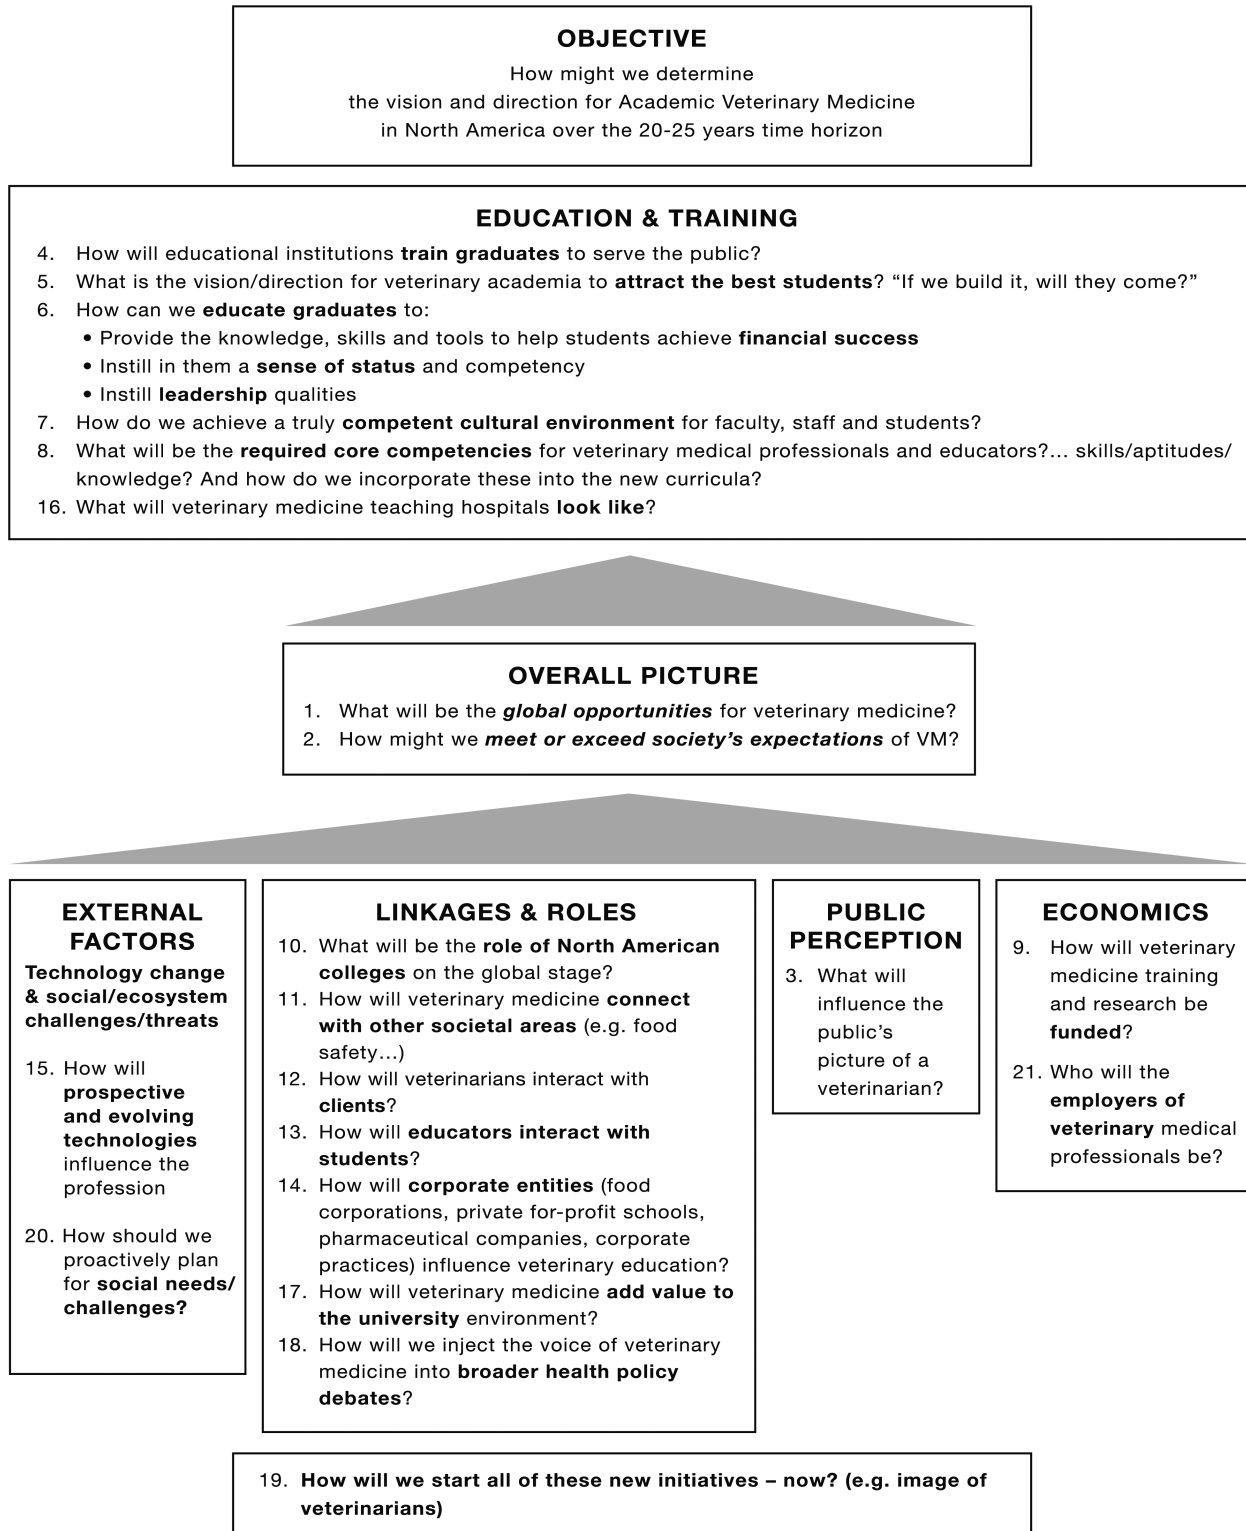 OBJECTIVE
How might we determine
the vision and direction for Academic Veterinary Medicine
in North America over the 20-25 years time horizon
EDUCATION & TRAINING
4. How will educational institutions train graduates to serve the public?
5. What is the vision/direction for veterinary academia to attract the best students? “If we build it, will they come?”
6. How can we educate graduates to:
• Provide the knowledge, skills and tools to help students achieve financial success
• Instill in them a sense of status and competency
• Instill leadership qualities
7. How do we achieve a truly competent cultural environment for faculty, staff and students?
8. What will be the required core competencies for veterinary medical professionals and educators?... skills/aptitudes/
knowledge? And how do we incorporate these into the new curricula?
16. What will veterinary medicine teaching hospitals look like?
OVERALL PICTURE
1. What will be the global opportunities for veterinary medicine?
2. How might we meet or exceed society’s expectations of VM?
EXTERNAL
FACTORS
Technology change
& social/ecosystem
challenges/threats
15. How will
prospective
and evolving
technologies
influence the
profession
20. How should we
proactively plan
for social needs/
challenges?
LINKAGES & ROLES
10. What will be the role of North American
colleges on the global stage?
11. How will veterinary medicine connect
with other societal areas (e.g. food
safety...)
12. How will veterinarians interact with
clients?
13. How will educators interact with
students?
14. How will corporate entities (food
corporations, private for-profit schools,
pharmaceutical companies, corporate
practices) influence veterinary education?
17. How will veterinary medicine add value to
the university environment?
18. How will we inject the voice of veterinary
medicine into broader health policy
debates?
PUBLIC
PERCEPTION
3. What will
influence the
public’s
picture of a
veterinarian?
ECONOMICS
9. How will veterinary
medicine training
and research be
funded?
21. Who will the
employers of
veterinary medical
professionals be?
19. How will we start all of these new initiatives – now? (e.g. image of
veterinarians)